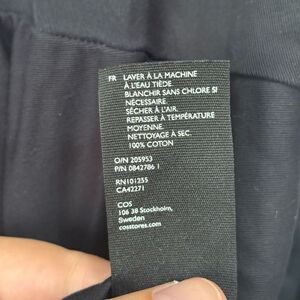 FR LAVER À LA MACHINE
À L'EAU TIÈDE
BLANCHIR SANS CHLORE SI
NÉCESSAIRE.
SÉCHER À L'AIR.
REPASSER À TEMPÉRATURE
MOYENNE.
NETTOYAGE À SEC.
100% COTON
O/N 205953
P/N 0842786 1
RN101255
CA42271
COS
106 38 Stockholm,
Sweden
cosstores.com